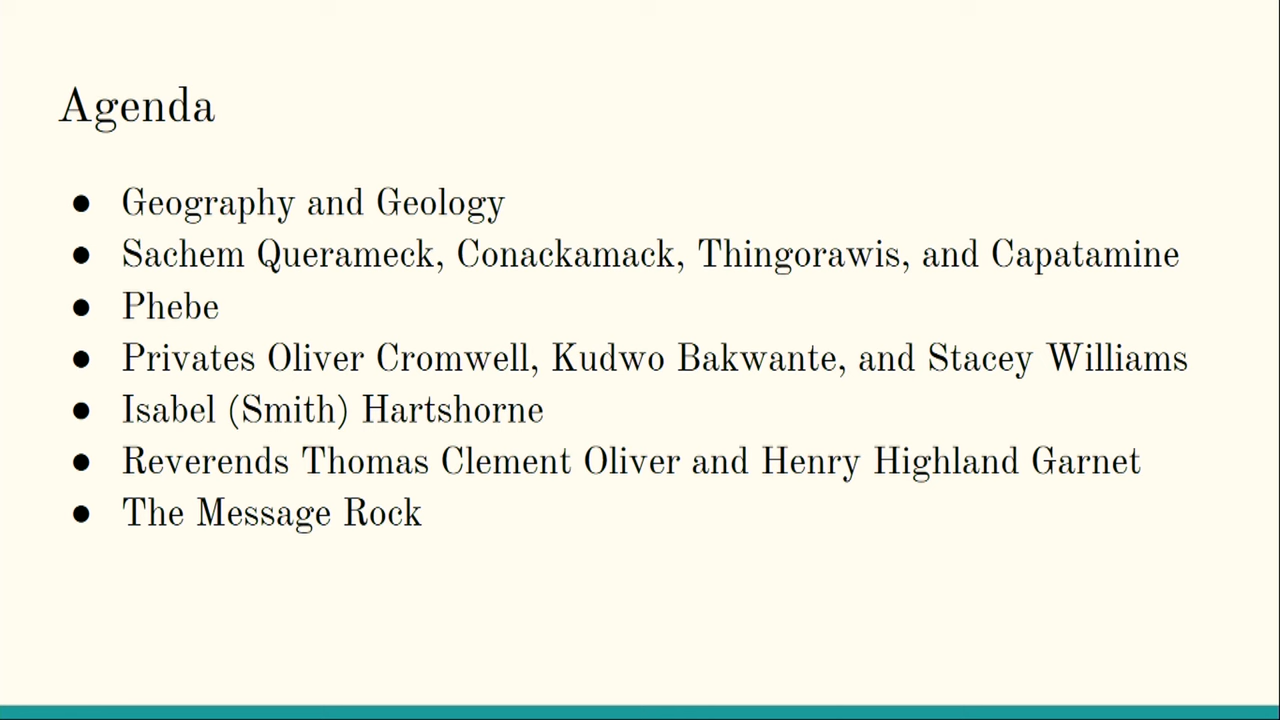 Agenda
● Geography and Geology
● Sachem Querameck, Conackamack, Thingorawis, and Capatamine
● Phebe
● Privates Oliver Cromwell, Kudwo Bakwante, and Stacey Williams
● Isabel (Smith) Hartshorne
● Reverends Thomas Clement Oliver and Henry Highland Garnet
● The Message Rock